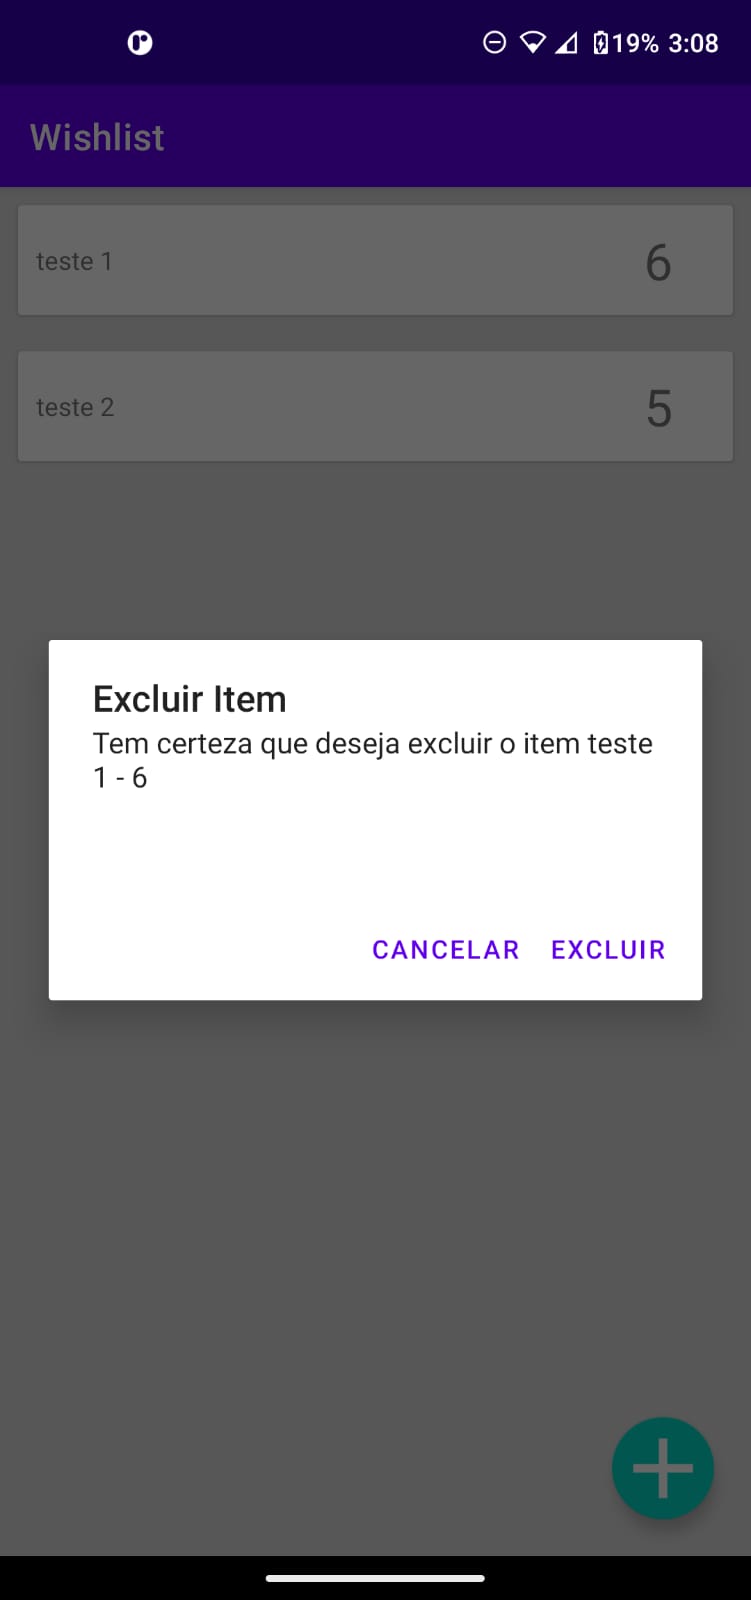 19% 3:08
Wishlist
teste 1
6
teste 2
5
Excluir Item
Tem certeza que deseja excluir o item teste
1 - 6
CANCELAR EXCLUIR